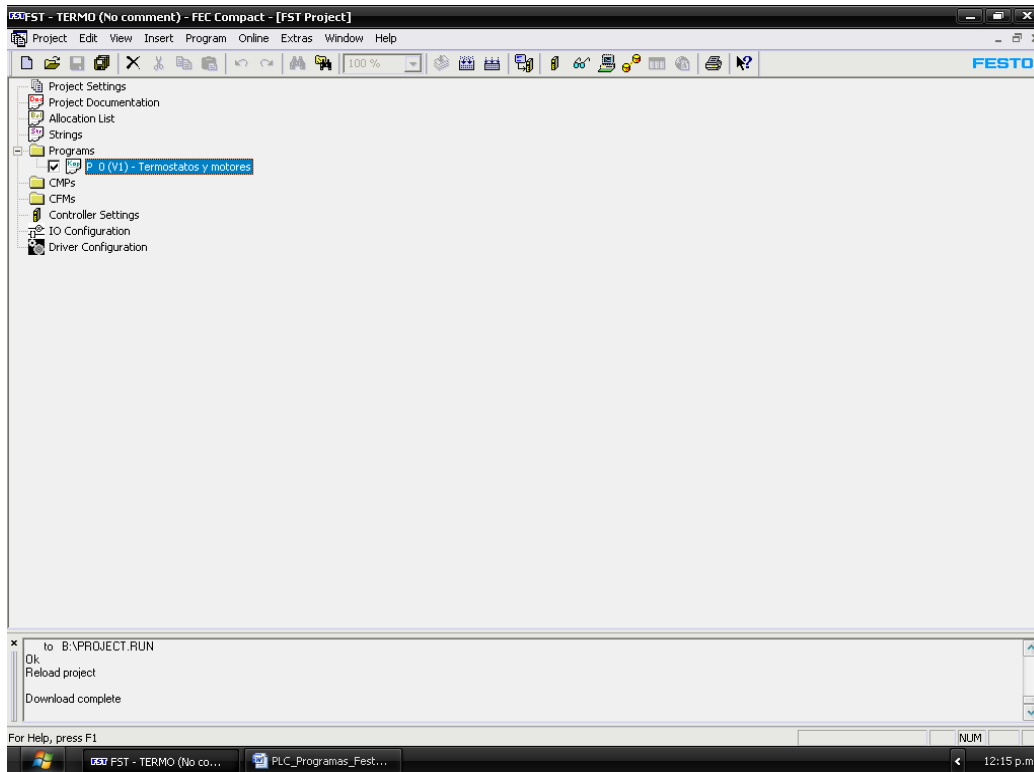 FST - TERMO (No comment) - FEC Compact - [FST Project]
Project Edit View Insert Program Online Extras Window Help
100 %
FESTO
Project Settings
Project Documentation
Allocation List
Strings
Programs
P 0 (V1) - Termostatos y motores
CMPs
CFMs
Controller Settings
IO Configuration
Driver Configuration
to B:\PROJECT.RUN
Ok
Reload project
Download complete
For Help, press F1
NUM
FST FST - TERMO (No co...
PLC_Programas_Fest...
12:15 p.m